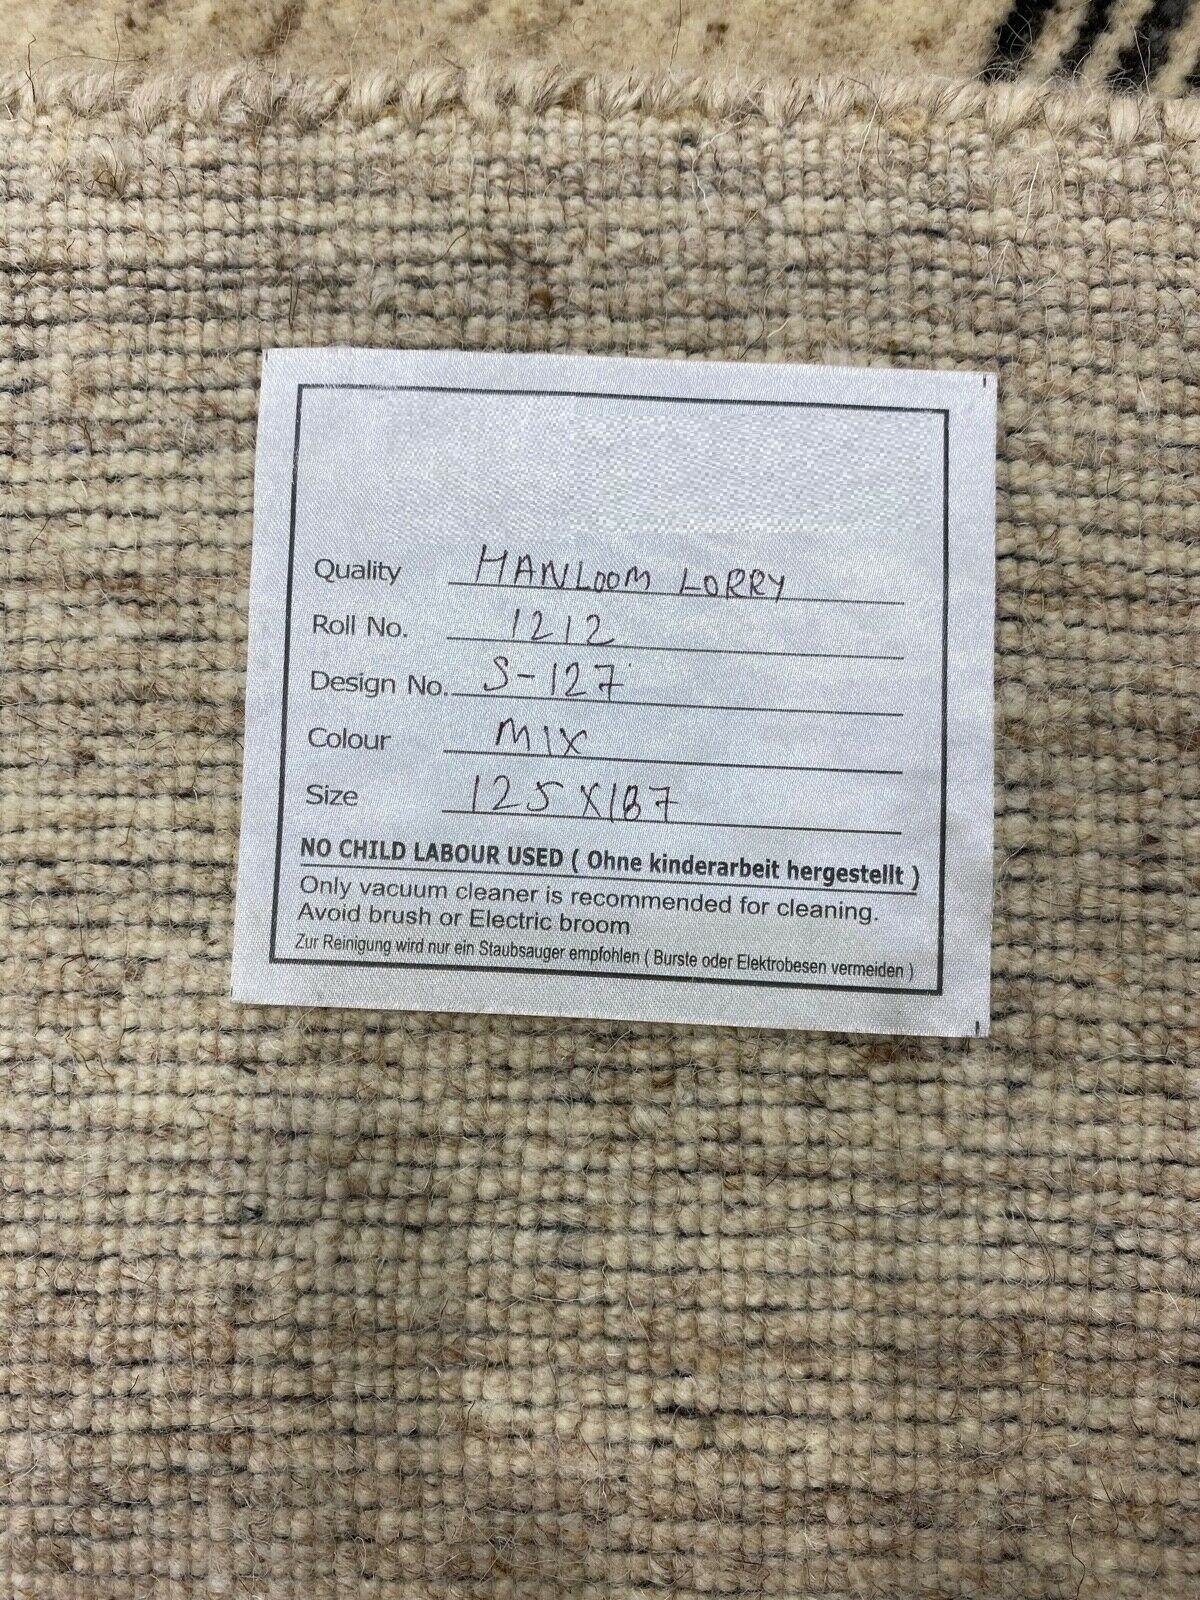 Quality HANLOOM LORRY
Roll No. 1212
Design No. S-127
Colour MIX
Size 125X187
NO CHILD LABOUR USED ( Ohne kinderarbeit hergestellt )
Only vacuum cleaner is recommended for cleaning.
Avoid brush or Electric broom
Zur Reinigung wird nur ein Staubsauger empfohlen ( Burste oder Elektrobesen vermeiden )